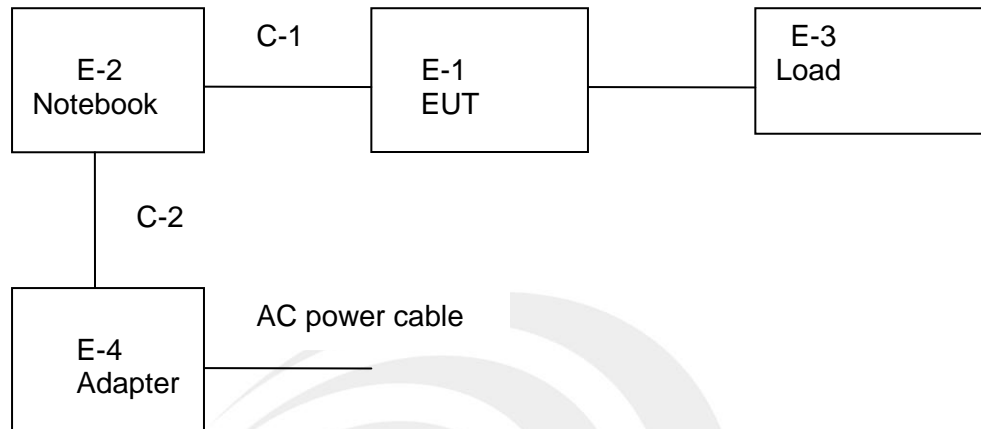 C-1
E-2
Notebook
E-1
EUT
E-3
Load
C-2
AC power cable
E-4
Adapter